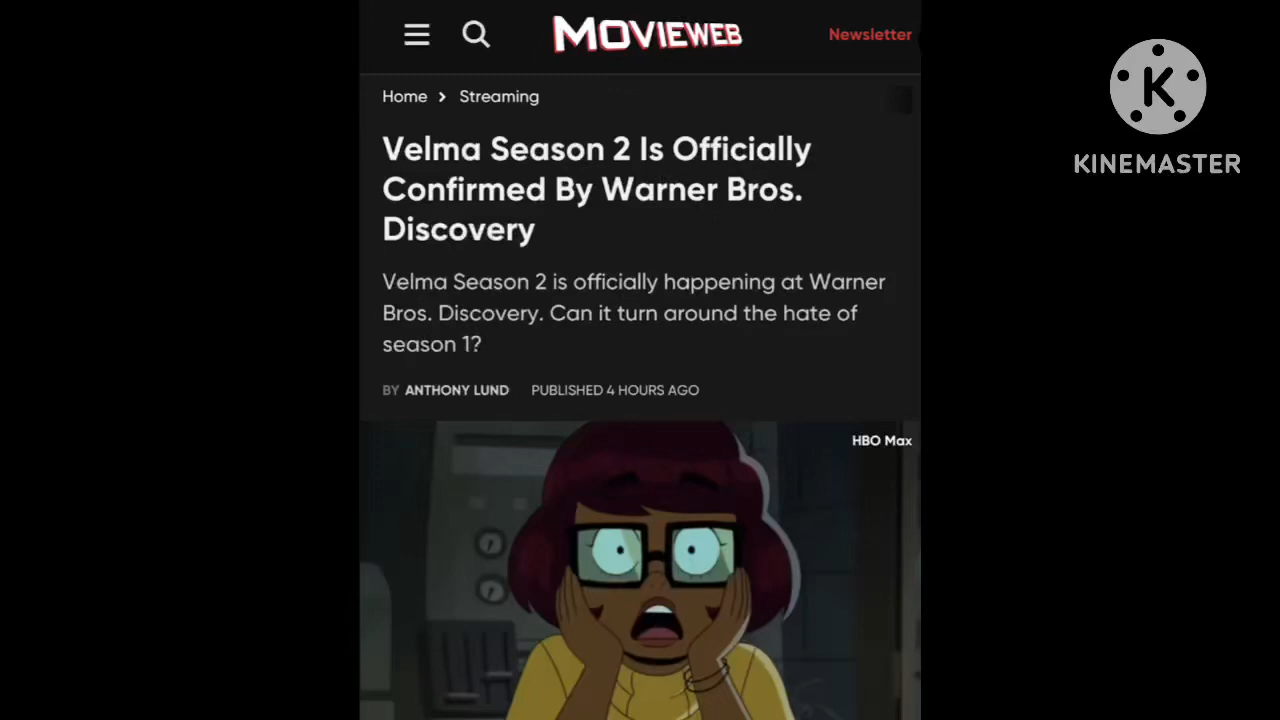 MOVIEWEB
Newsletter
K
KINEMASTER
Home > Streaming
Velma Season 2 Is Officially
Confirmed By Warner Bros.
Discovery
Velma Season 2 is officially happening at Warner
Bros. Discovery. Can it turn around the hate of
season 1?
BY ANTHONY LUND PUBLISHED 4 HOURS AGO
HBO Max